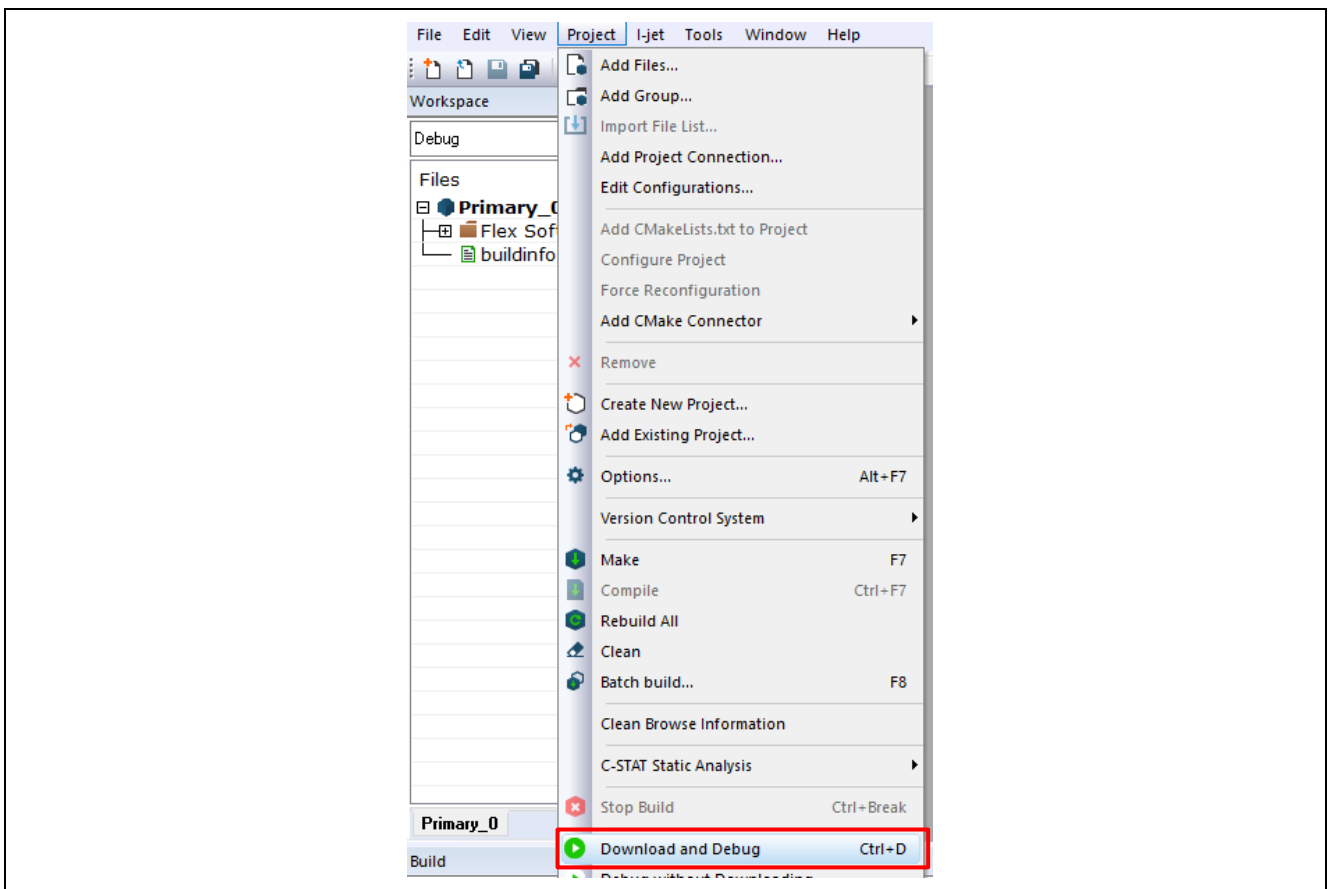 File Edit View Project I-jet Tools Window Help
Workspace
Debug
Files
Primary_0
Flex Sof
buildinfo
Primary_0
Build
Add Files...
Add Group...
Import File List...
Add Project Connection...
Edit Configurations...
Add CMakeLists.txt to Project
Configure Project
Force Reconfiguration
Add CMake Connector
Remove
Create New Project...
Add Existing Project...
Options... Alt+F7
Version Control System
Make F7
Compile Ctrl+F7
Rebuild All
Clean
Batch build... F8
Clean Browse Information
C-STAT Static Analysis
Stop Build Ctrl+Break
Download and Debug Ctrl+D
Debug without Downloading